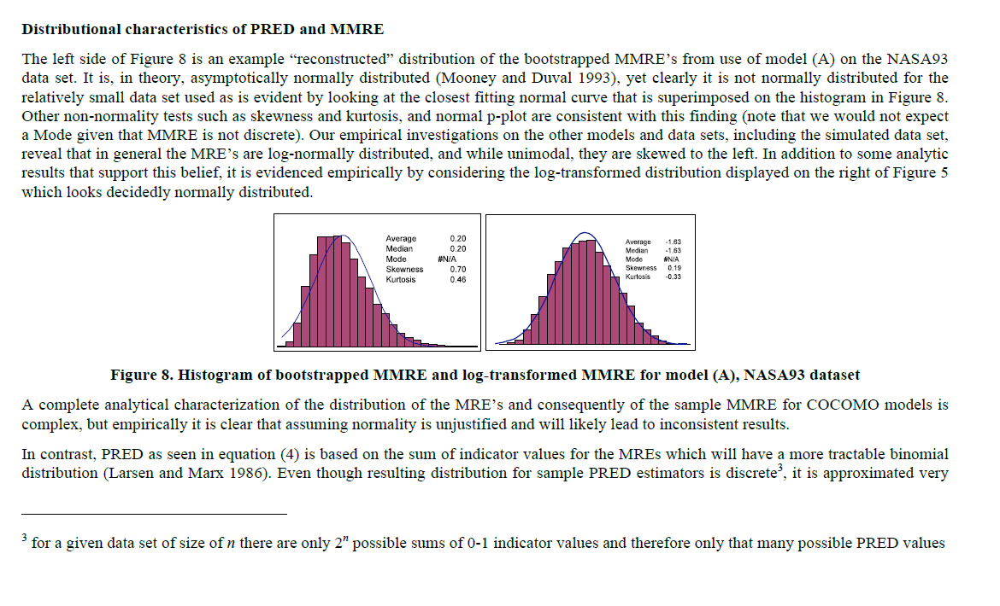 Distributional characteristics of PRED and MMRE
The left side of Figure 8 is an example “reconstructed” distribution of the bootstrapped MMRE’s from use of model (A) on the NASA93
data set. It is, in theory, asymptotically normally distributed (Mooney and Duval 1993), yet clearly it is not normally distributed for the
relatively small data set used as is evident by looking at the closest fitting normal curve that is superimposed on the histogram in Figure 8.
Other non-normality tests such as skewness and kurtosis, and normal p-plot are consistent with this finding (note that we would not expect
a Mode given that MMRE is not discrete). Our empirical investigations on the other models and data sets, including the simulated data set,
reveal that in general the MRE’s are log-normally distributed, and while unimodal, they are skewed to the left. In addition to some analytic
results that support this belief, it is evidenced empirically by considering the log-transformed distribution displayed on the right of Figure 5
which looks decidedly normally distributed.
Average 0.20
Median 0.20
Mode #N/A
Skewness 0.70
Kurtosis 0.46
Average -1.63
Median -1.63
Mode #N/A
Skewness 0.19
Kurtosis -0.33
Figure 8. Histogram of bootstrapped MMRE and log-transformed MMRE for model (A), NASA93 dataset
A complete analytical characterization of the distribution of the MRE’s and consequently of the sample MMRE for COCOMO models is
complex, but empirically it is clear that assuming normality is unjustified and will likely lead to inconsistent results.
In contrast, PRED as seen in equation (4) is based on the sum of indicator values for the MREs which will have a more tractable binomial
distribution (Larsen and Marx 1986). Even though resulting distribution for sample PRED estimators is discrete³, it is approximated very
³ for a given data set of size of n there are only 2ⁿ possible sums of 0-1 indicator values and therefore only that many possible PRED values